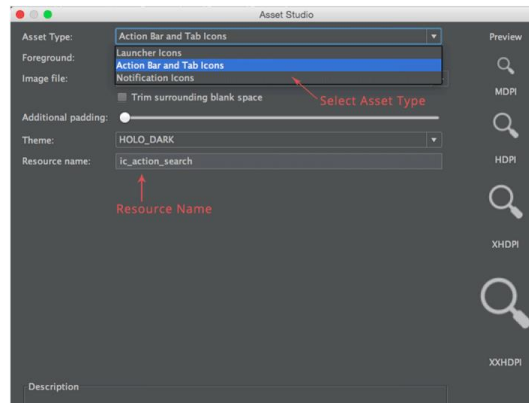 Asset Studio
Asset Type:
Action Bar and Tab Icons
Preview
Foreground:
Launcher Icons
Action Bar and Tab Icons
Image file:
Notification Icons
MDPI
Trim surrounding blank space
Select Asset Type
Additional padding:
Theme:
HOLO_DARK
HDPI
Resource name:
ic_action_search
Resource Name
XHDPI
XXHDPI
Description